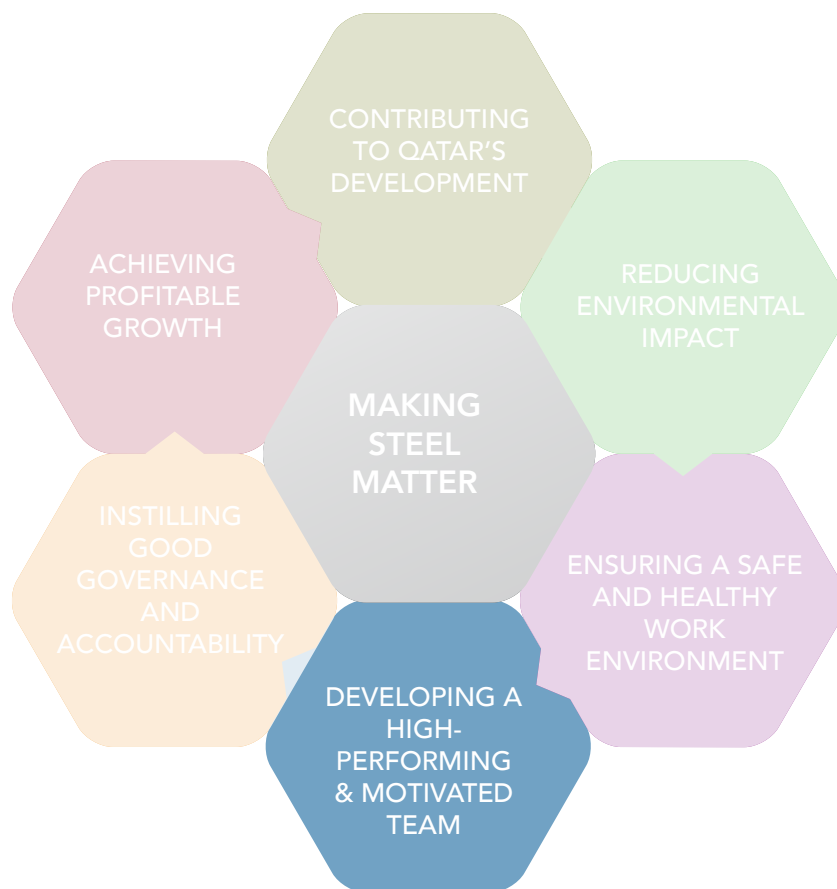 CONTRIBUTING
TO QATAR'S
DEVELOPMENT
ACHIEVING
PROFITABLE
GROWTH
REDUCING
ENVIRONMENTAL
IMPACT
MAKING
STEEL
MATTER
INSTILLING
GOOD
GOVERNANCE
AND
ACCOUNTABILITY
ENSURING A SAFE
AND HEALTHY
WORK
ENVIRONMENT
DEVELOPING A
HIGH-
PERFORMING
& MOTIVATED
TEAM